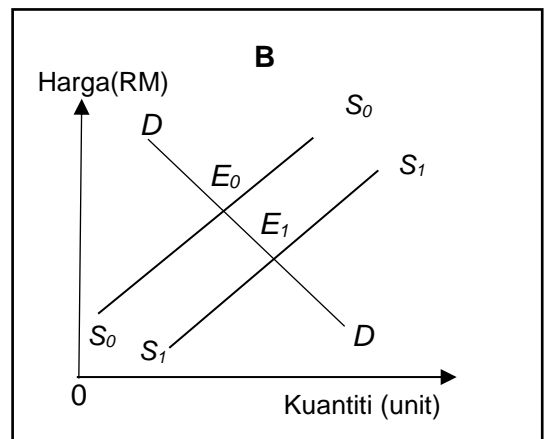 B
Harga(RM)
S0
D
S1
E0
E1
S0
S1
D
0
Kuantiti (unit)